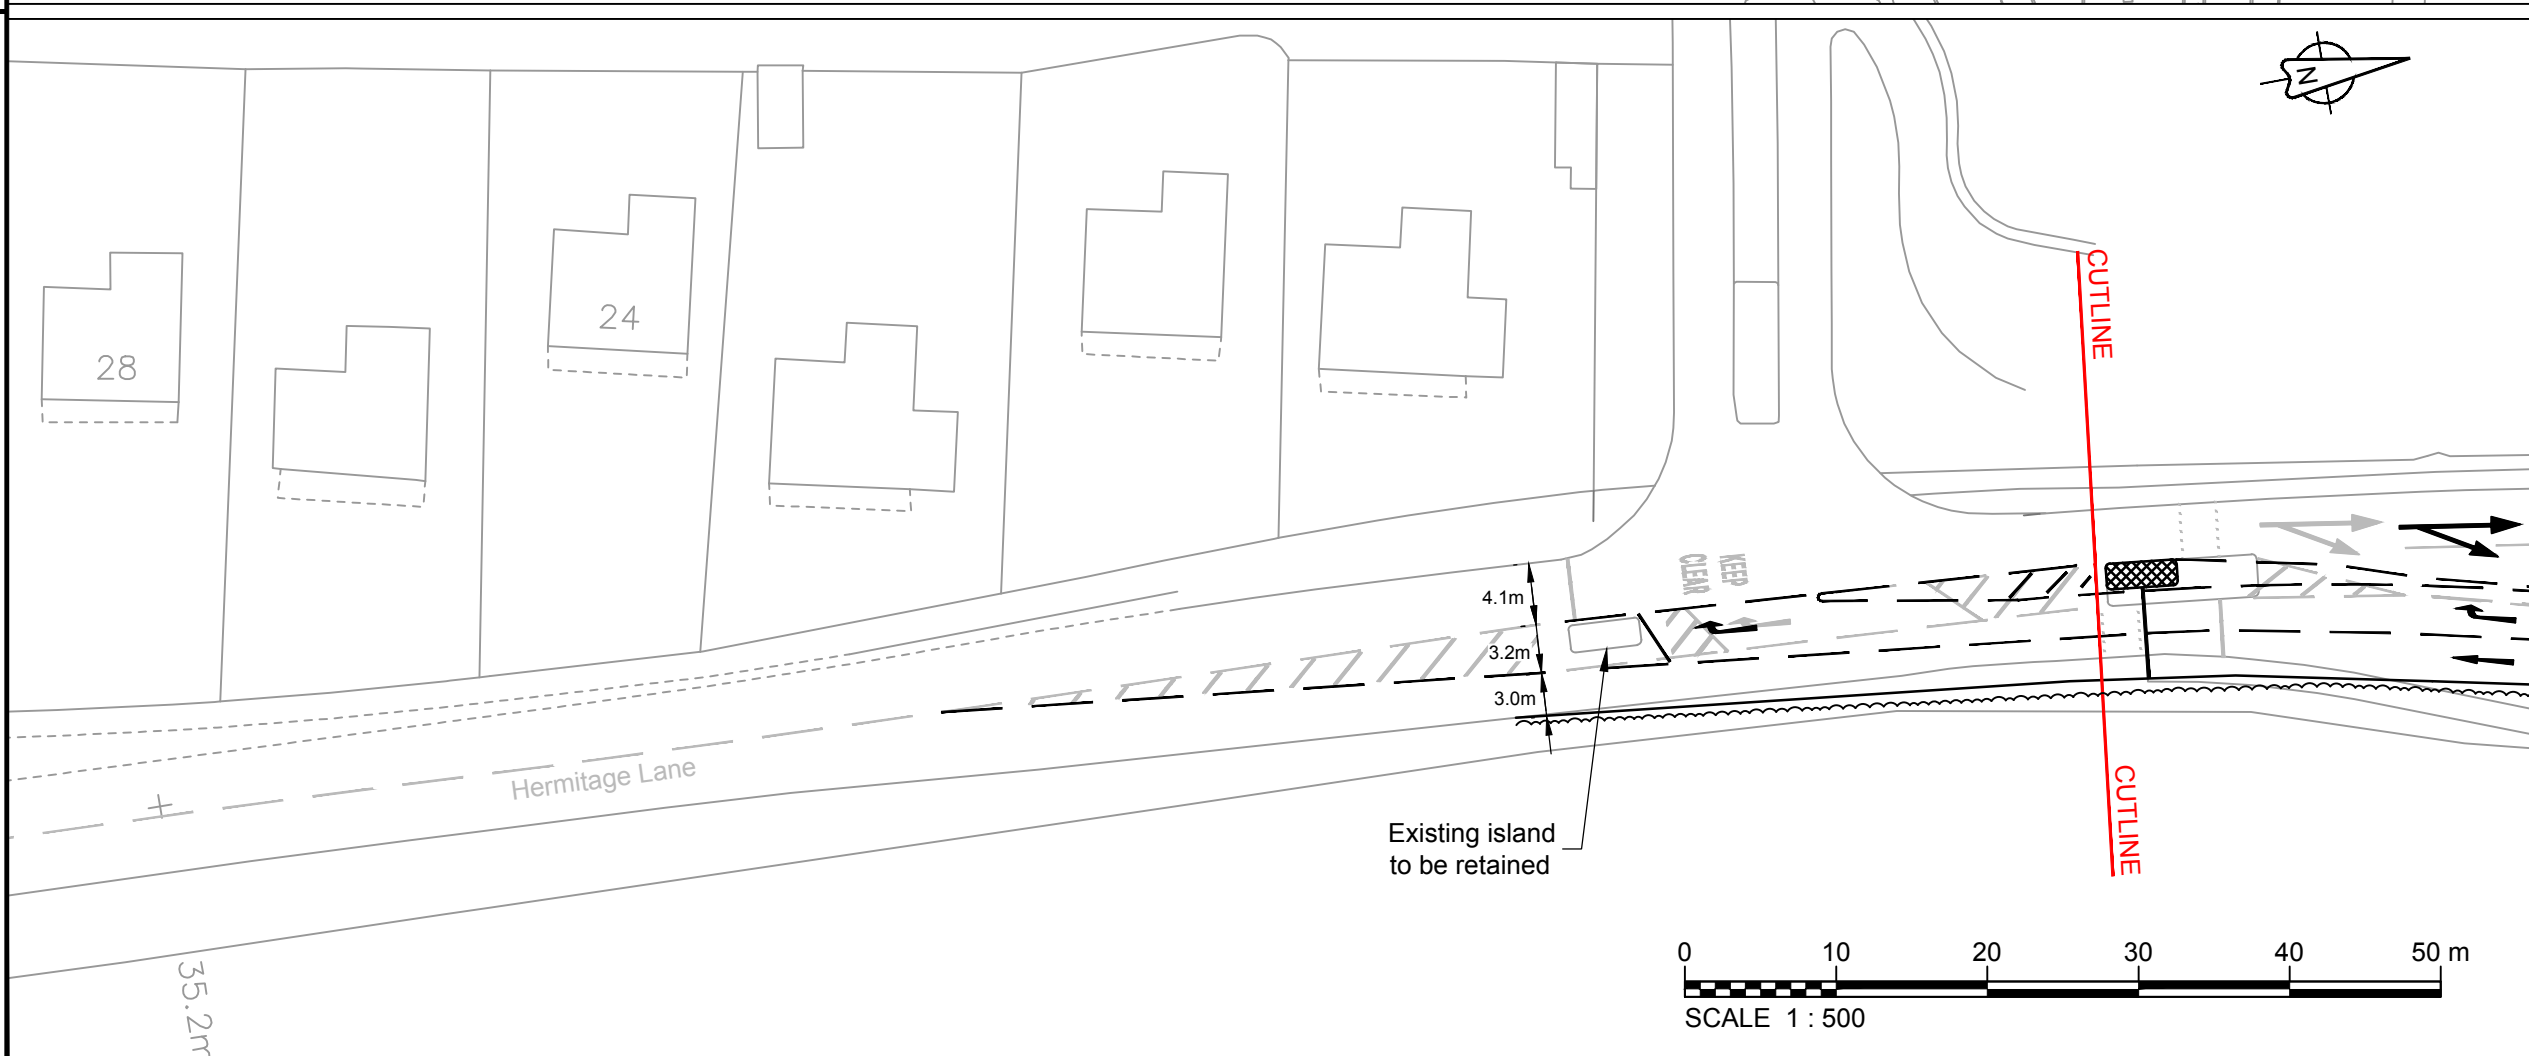 N
CUTLINE
24
28
KEEP
CLEAR
4.1m
3.2m
3.0m
Hermitage Lane
CUTLINE
Existing island
to be retained
0 10 20 30 40 50 m
SCALE 1 : 500
35.2m